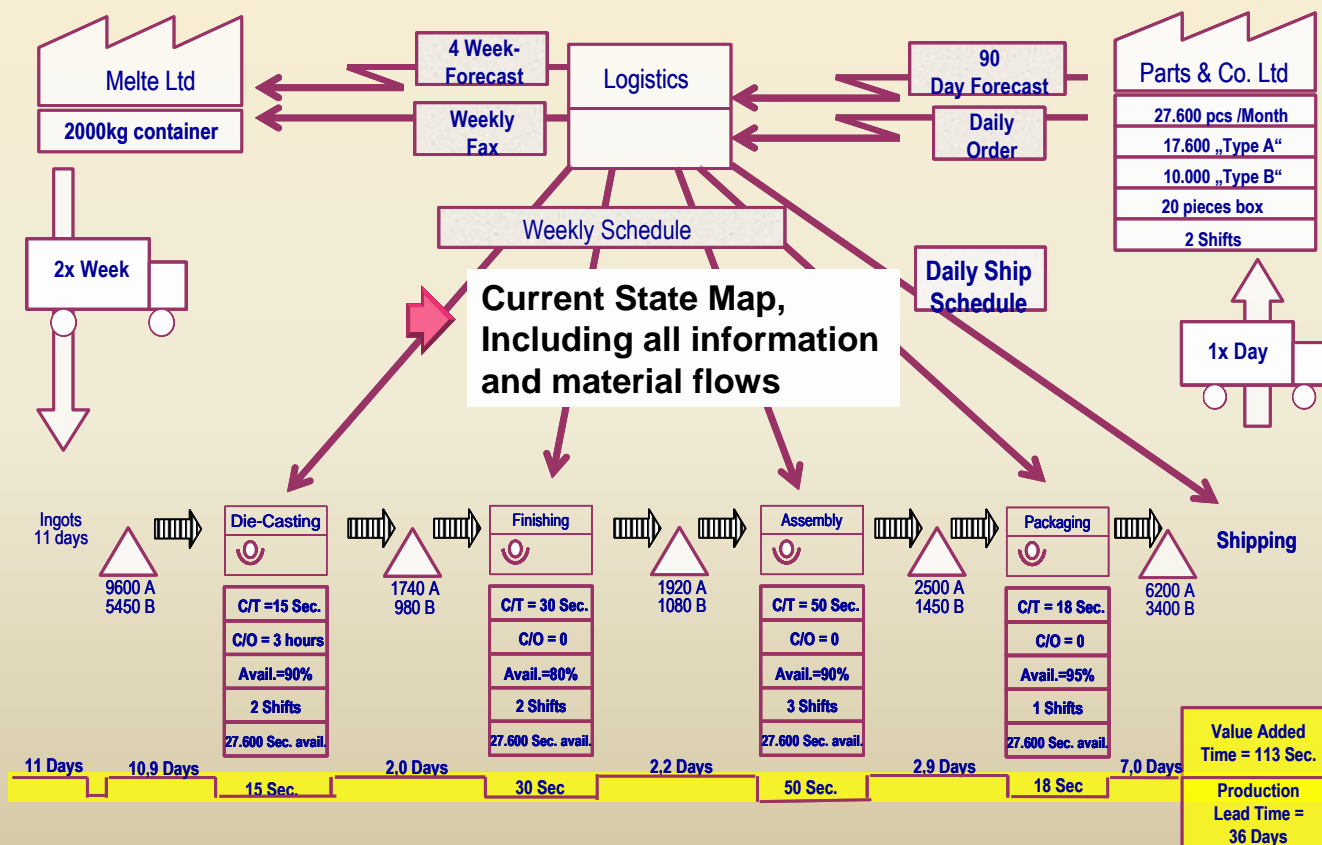 Melte Ltd
2000kg container
4 Week-
Forecast
Weekly
Fax
Logistics
90
Day Forecast
Daily
Order
Parts & Co. Ltd
27.600 pcs /Month
17.600 „Type A“
10.000 „Type B“
20 pieces box
2 Shifts
2x Week
Weekly Schedule
Daily Ship
Schedule
1x Day
Current State Map,
Including all information
and material flows
Ingots
11 days
9600 A
5450 B
Die-Casting
C/T =15 Sec.
C/O = 3 hours
Avail.=90%
2 Shifts
27.600 Sec. avail.
1740 A
980 B
Finishing
C/T = 30 Sec.
C/O = 0
Avail.=80%
2 Shifts
27.600 Sec. avail.
1920 A
1080 B
Assembly
C/T = 50 Sec.
C/O = 0
Avail.=90%
3 Shifts
27.600 Sec. avail.
2500 A
1450 B
Packaging
C/T = 18 Sec.
C/O = 0
Avail.=95%
1 Shifts
27.600 Sec. avail.
6200 A
3400 B
Shipping
11 Days
10,9 Days
15 Sec.
2,0 Days
30 Sec
2,2 Days
50 Sec.
2,9 Days
18 Sec
7,0 Days
Value Added
Time = 113 Sec.
Production
Lead Time =
36 Days